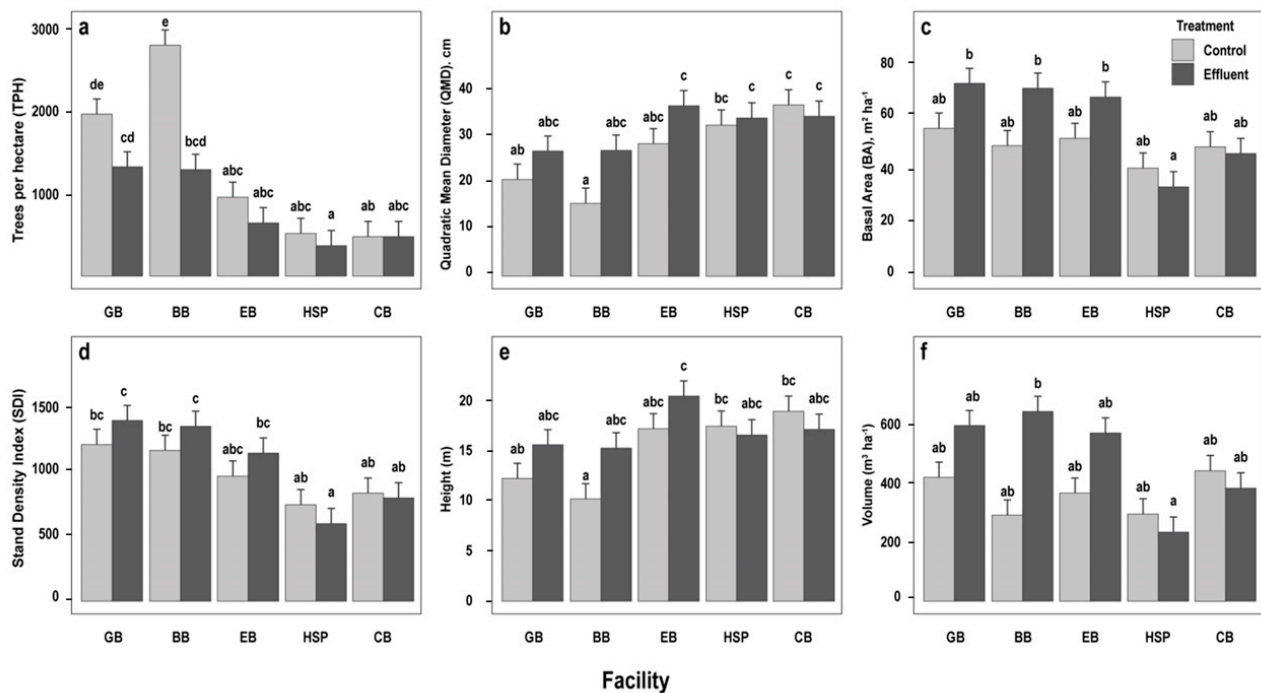 a
Trees per hectare (TPH)
3000
2000
1000
de
cd
e
bcd
abc
abc
abc
a
ab
abc
GB BB EB HSP CB
b
Quadratic Mean Diameter (QMD), cm
40
30
20
10
0
ab
abc
a
abc
abc
c
bc
c
c
c
GB BB EB HSP CB
c
Basal Area (BA), m² ha⁻¹
80
60
40
20
0
Treatment
Control
Effluent
ab
b
ab
b
ab
b
ab
a
ab
ab
GB BB EB HSP CB
d
Stand Density Index (SDI)
1500
1000
500
0
bc
c
bc
c
abc
bc
ab
a
ab
ab
GB BB EB HSP CB
e
Height (m)
20
15
10
5
0
ab
abc
a
abc
abc
c
bc
abc
bc
abc
GB BB EB HSP CB
f
Volume (m³ ha⁻¹)
600
400
200
0
ab
ab
ab
b
ab
ab
ab
a
ab
ab
GB BB EB HSP CB
Facility